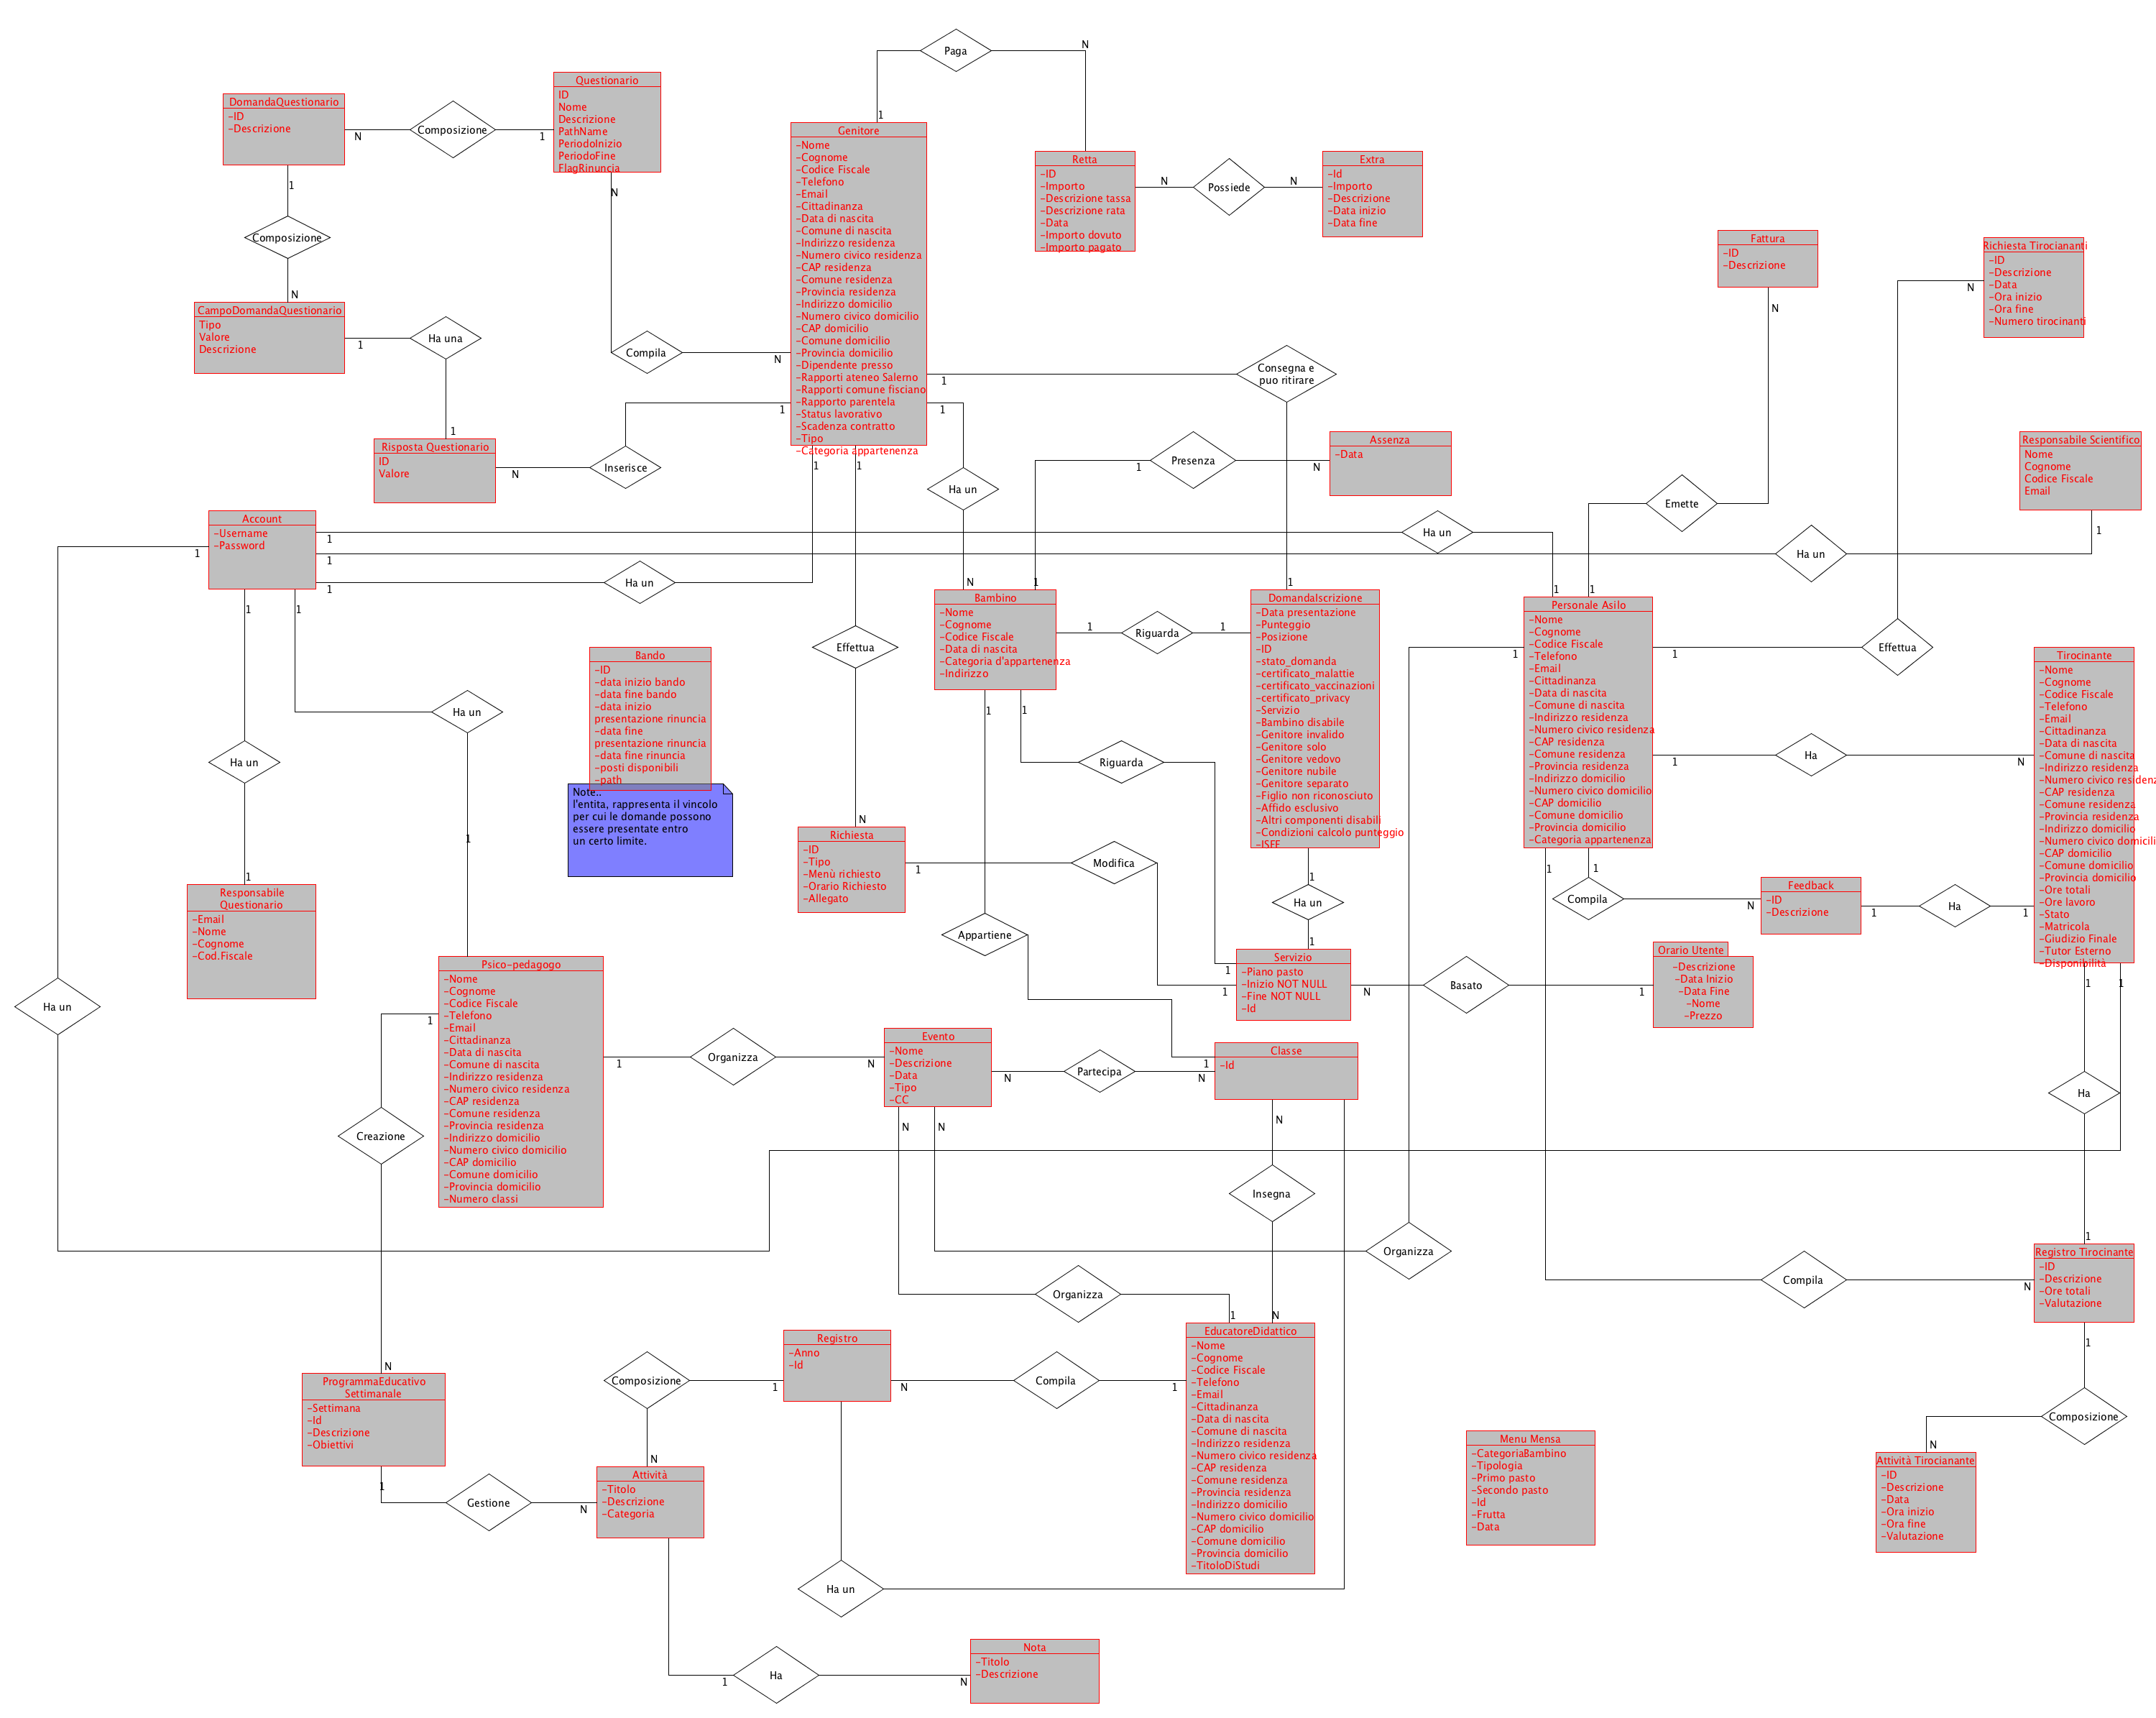 Paga
N
1
Questionario
ID
Nome
Descrizione
PathName
PeriodoInizio
PeriodoFine
FlagRinuncia
DomandaQuestionario
-ID
-Descrizione
N
Composizione
1
1
Composizione
N
CampoDomandaQuestionario
Tipo
Valore
Descrizione
1
Ha una
1
Risposta Questionario
ID
Valore
N
Inserisce
1
N
Compila
N
Genitore
-Nome
-Cognome
-Codice Fiscale
-Telefono
-Email
-Cittadinanza
-Data di nascita
-Comune di nascita
-Indirizzo residenza
-Numero civico residenza
-CAP residenza
-Comune residenza
-Provincia residenza
-Indirizzo domicilio
-Numero civico domicilio
-CAP domicilio
-Comune domicilio
-Provincia domicilio
-Dipendente presso
-Rapporti ateneo Salerno
-Rapporti comune fisciano
-Rapporto parentela
-Status lavorativo
-Scadenza contratto
-Tipo
-Categoria appartenenza
Retta
-ID
-Importo
-Descrizione tassa
-Descrizione rata
-Data
-Importo dovuto
-Importo pagato
N
Possiede
N
Extra
-Id
-Importo
-Descrizione
-Data inizio
-Data fine
Fattura
-ID
-Descrizione
N
Emette
1
Richiesta Tirociananti
-ID
-Descrizione
-Data
-Ora inizio
-Ora fine
-Numero tirocinanti
N
Effettua
1
1
Consegna e
puo ritirare
1
1
Ha un
N
1
Presenza
N
1
Assenza
-Data
Responsabile Scientifico
Nome
Cognome
Codice Fiscale
Email
1
Ha un
1
Account
-Username
-Password
1
1
Ha un
1
1
Ha un
1
1
Effettua
N
1
Ha un
1
1
Ha un
1
1
Ha un
1
Bando
-ID
-data inizio bando
-data fine bando
-data inizio
presentazione rinuncia
-data fine
presentazione rinuncia
-data fine rinuncia
-posti disponibili
-path
Note..
l'entita, rappresenta il vincolo
per cui le domande possono
essere presentate entro
un certo limite.
Bambino
-Nome
-Cognome
-Codice Fiscale
-Data di nascita
-Categoria d'appartenenza
-Indirizzo
1
Riguarda
1
DomandaIscrizione
-Data presentazione
-Punteggio
-Posizione
-ID
-stato_domanda
-certificato_malattie
-certificato_vaccinazioni
-certificato_privacy
-Servizio
-Bambino disabile
-Genitore invalido
-Genitore solo
-Genitore vedovo
-Genitore nubile
-Genitore separato
-Figlio non riconosciuto
-Affido esclusivo
-Altri componenti disabili
-Condizioni calcolo punteggio
-ISEE
1
Ha un
1
Personale Asilo
-Nome
-Cognome
-Codice Fiscale
-Telefono
-Email
-Cittadinanza
-Data di nascita
-Comune di nascita
-Indirizzo residenza
-Numero civico residenza
-CAP residenza
-Comune residenza
-Provincia residenza
-Indirizzo domicilio
-Numero civico domicilio
-CAP domicilio
-Comune domicilio
-Provincia domicilio
-Categoria appartenenza
1
Ha
N
Tirocinante
-Nome
-Cognome
-Codice Fiscale
-Telefono
-Email
-Cittadinanza
-Data di nascita
-Comune di nascita
-Indirizzo residenza
-Numero civico residenz
-CAP residenza
-Comune residenza
-Provincia residenza
-Indirizzo domicilio
-Numero civico domicili
-CAP domicilio
-Comune domicilio
-Provincia domicilio
-Ore totali
-Ore lavoro
-Stato
-Matricola
-Giudizio Finale
-Tutor Esterno
-Disponibilità
1
Riguarda
1
1
Appartiene
1
Richiesta
-ID
-Tipo
-Menù richiesto
-Orario Richiesto
-Allegato
1
Modifica
1
Servizio
-Piano pasto
-Inizio NOT NULL
-Fine NOT NULL
-Id
N
Basato
1
Orario Utente
-Descrizione
-Data Inizio
-Data Fine
-Nome
-Prezzo
1
Compila
N
Feedback
-ID
-Descrizione
1
Ha
1
Responsabile
Questionario
-Email
-Nome
-Cognome
-Cod.Fiscale
Psico-pedagogo
-Nome
-Cognome
-Codice Fiscale
-Telefono
-Email
-Cittadinanza
-Data di nascita
-Comune di nascita
-Indirizzo residenza
-Numero civico residenza
-CAP residenza
-Comune residenza
-Provincia residenza
-Indirizzo domicilio
-Numero civico domicilio
-CAP domicilio
-Comune domicilio
-Provincia domicilio
-Numero classi
1
Organizza
N
Evento
-Nome
-Descrizione
-Data
-Tipo
-CC
N
Partecipa
N
Classe
-Id
1
Creazione
N
N
Organizza
1
N
Organizza
1
N
Insegna
N
1
Ha
1
1
Compila
N
Registro Tirocinante
-ID
-Descrizione
-Ore totali
-Valutazione
1
Composizione
N
Attività Tirocianante
-ID
-Descrizione
-Data
-Ora inizio
-Ora fine
-Valutazione
ProgrammaEducativo
Settimanale
-Settimana
-Id
-Descrizione
-Obiettivi
1
Gestione
N
Attività
-Titolo
-Descrizione
-Categoria
N
Composizione
1
Registro
-Anno
-Id
N
Compila
1
EducatoreDidattico
-Nome
-Cognome
-Codice Fiscale
-Telefono
-Email
-Cittadinanza
-Data di nascita
-Comune di nascita
-Indirizzo residenza
-Numero civico residenza
-CAP residenza
-Comune residenza
-Provincia residenza
-Indirizzo domicilio
-Numero civico domicilio
-CAP domicilio
-Comune domicilio
-Provincia domicilio
-TitoloDiStudi
Menu Mensa
-CategoriaBambino
-Tipologia
-Primo pasto
-Secondo pasto
-Id
-Frutta
-Data
Ha un
1
Ha
N
Nota
-Titolo
-Descrizione